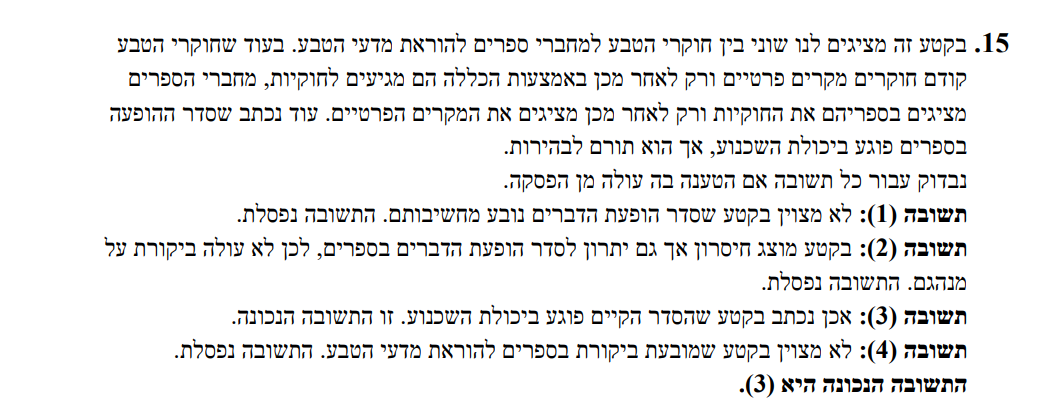 15. בקטע זה מציגים לנו שוני בין חוקרי הטבע למחברי ספרים להוראת מדעי הטבע. בעוד שחוקרי הטבע
קודם חוקרים מקרים פרטיים ורק לאחר מכן באמצעות הכללה הם מגיעים לחוקיות, מחברי הספרים
מציגים בספריהם את החוקיות ורק לאחר מכן מציגים את המקרים הפרטיים. עוד נכתב שסדר ההופעה
בספרים פוגע ביכולת השכנוע, אך הוא תורם לבהירות.
נבדוק עבור כל תשובה אם הטענה בה עולה מן הפסקה.
תשובה (1): לא מצוין בקטע שסדר הופעת הדברים נובע מחשיבותם. התשובה נפסלת.
תשובה (2): בקטע מוצג חיסרון אך גם יתרון לסדר הופעת הדברים בספרים, לכן לא עולה ביקורת על
מנהגם. התשובה נפסלת.
תשובה (3): אכן נכתב בקטע שהסדר הקיים פוגע ביכולת השכנוע. זו התשובה הנכונה.
תשובה (4): לא מצוין בקטע שמובעת ביקורת בספרים להוראת מדעי הטבע. התשובה נפסלת.
התשובה הנכונה היא (3).